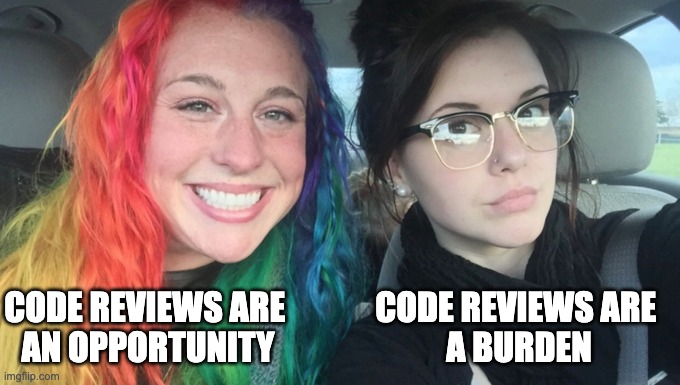 CODE REVIEWS ARE
AN OPPORTUNITY
CODE REVIEWS ARE
A BURDEN
imgflip.com